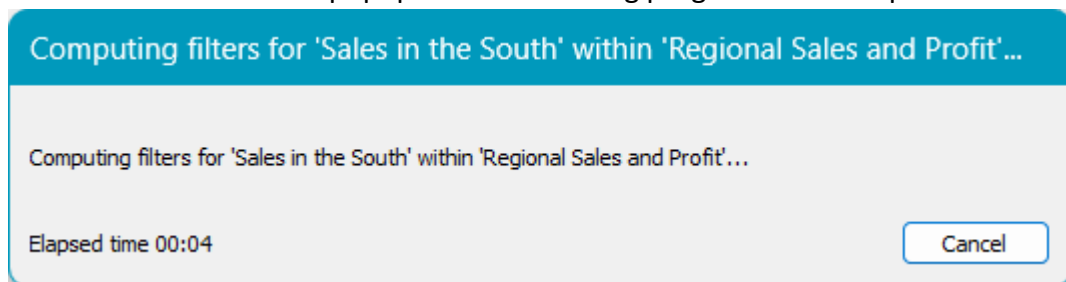 Computing filters for 'Sales in the South' within 'Regional Sales and Profit'...
Computing filters for 'Sales in the South' within 'Regional Sales and Profit'...
Elapsed time 00:04
Cancel